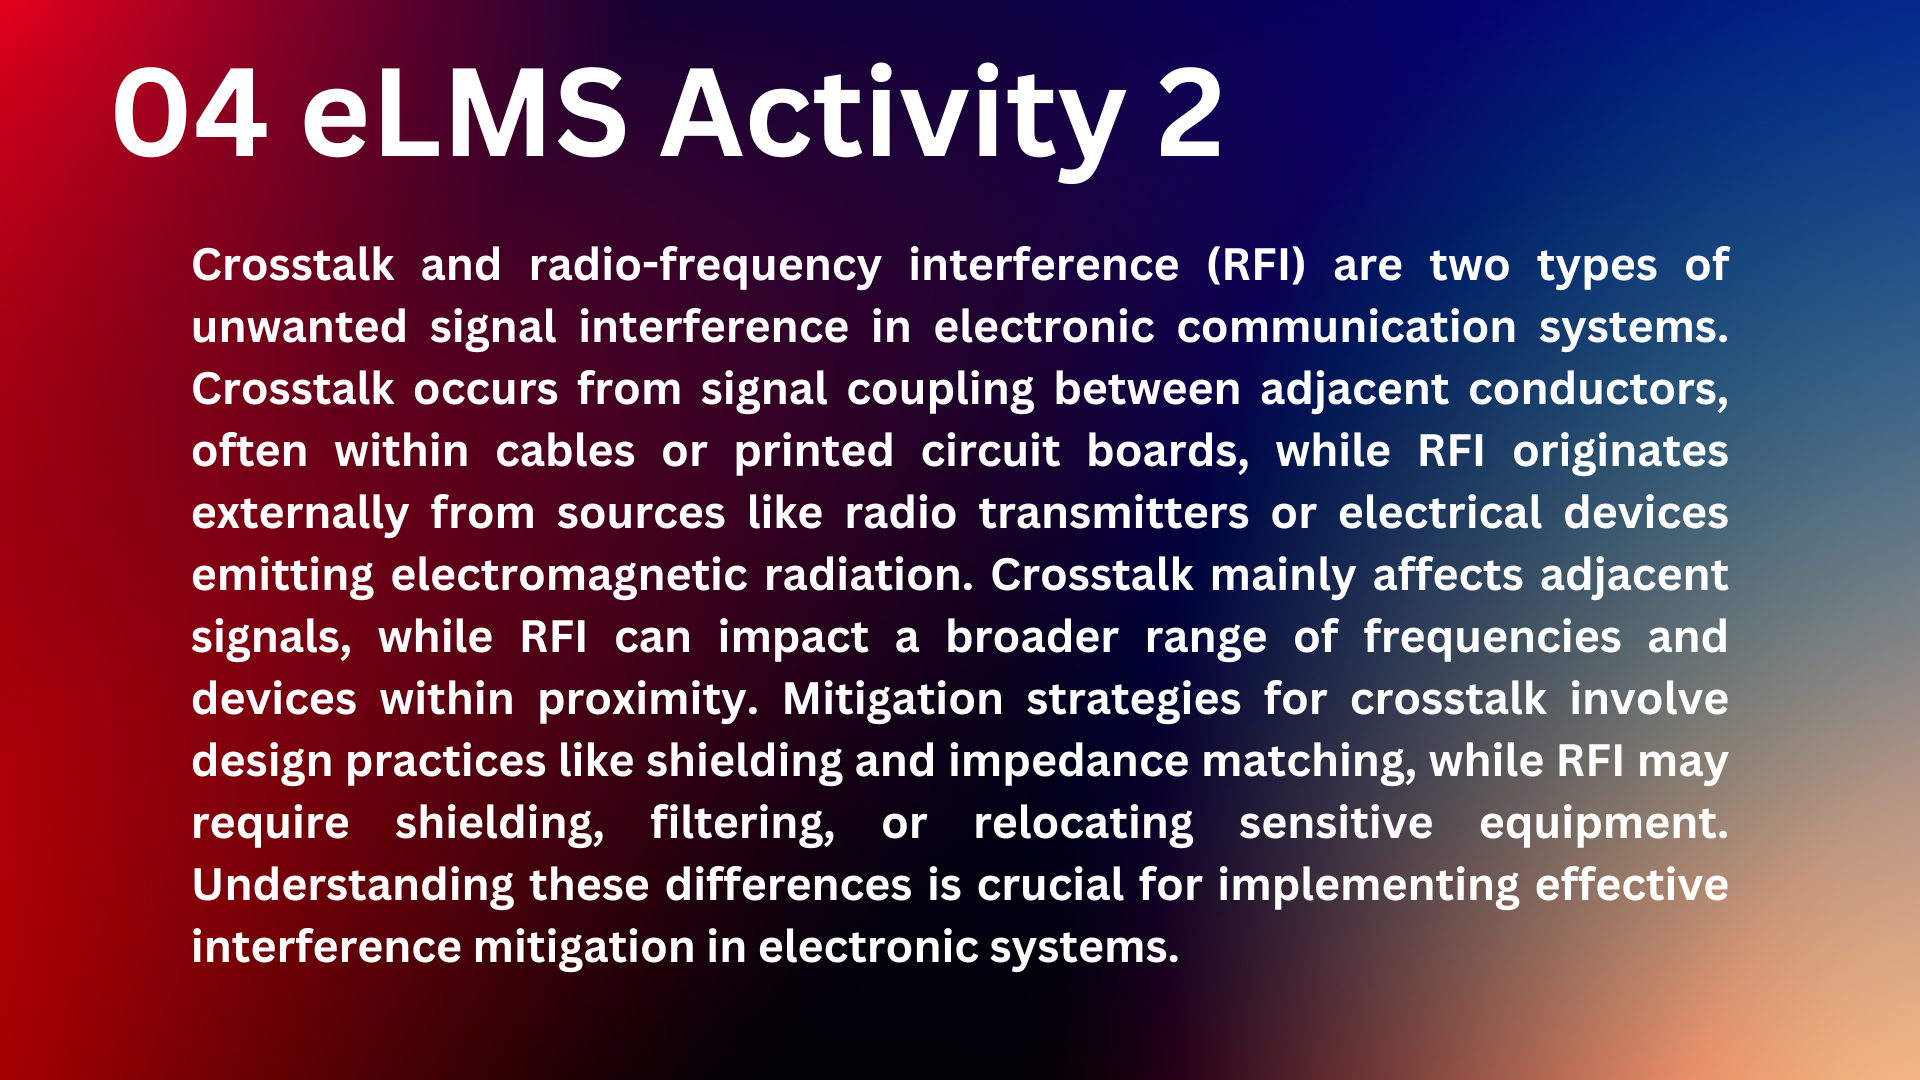 04 eLMS Activity 2
Crosstalk and radio-frequency interference (RFI) are two types of
unwanted signal interference in electronic communication systems.
Crosstalk occurs from signal coupling between adjacent conductors,
often within cables or printed circuit boards, while RFI originates
externally from sources like radio transmitters or electrical devices
emitting electromagnetic radiation. Crosstalk mainly affects adjacent
signals, while RFI can impact a broader range of frequencies and
devices within proximity. Mitigation strategies for crosstalk involve
design practices like shielding and impedance matching, while RFI may
require shielding, filtering, or relocating sensitive equipment.
Understanding these differences is crucial for implementing effective
interference mitigation in electronic systems.